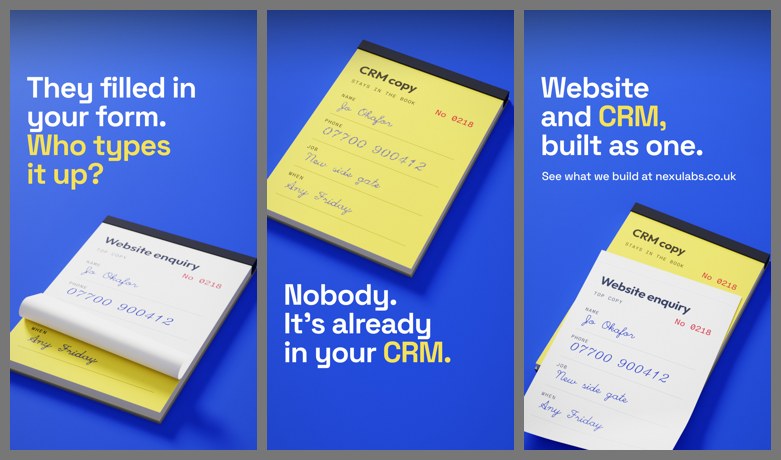 They filled in
your form.
Who types
it up?
Website enquiry
TOP COPY
No 0218
NAME
Jo Okafor
PHONE
07700 900412
WHEN
Any Friday
CRM copy
STAYS IN THE BOOK
No 0218
NAME
Jo Okafor
PHONE
07700 900412
JOB
New side gate
WHEN
Any Friday
Nobody.
It's already
in your CRM.
Website
and CRM,
built as one.
See what we build at nexulabs.co.uk
CRM copy
STAYS IN THE BOOK
No 0218
Website enquiry
TOP COPY
No 0218
NAME
Jo Okafor
PHONE
07700 900412
JOB
New side gate
WHEN
Any Friday